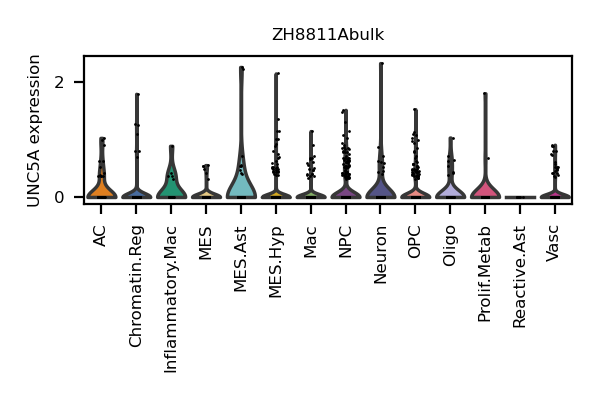 ZH8811Abulk
UNC5A expression
2
0
AC
Chromatin.Reg
Inflammatory.Mac
MES
MES.Ast
MES.Hyp
Mac
NPC
Neuron
OPC
Oligo
Prolif.Metab
Reactive.Ast
Vasc